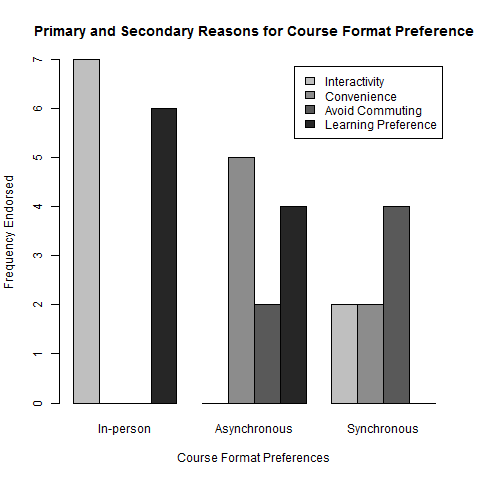 Primary and Secondary Reasons for Course Format Preference
Interactivity
Convenience
Avoid Commuting
Learning Preference
Frequency Endorsed
7
6
5
4
3
2
1
0
In-person Asynchronous Synchronous
Course Format Preferences